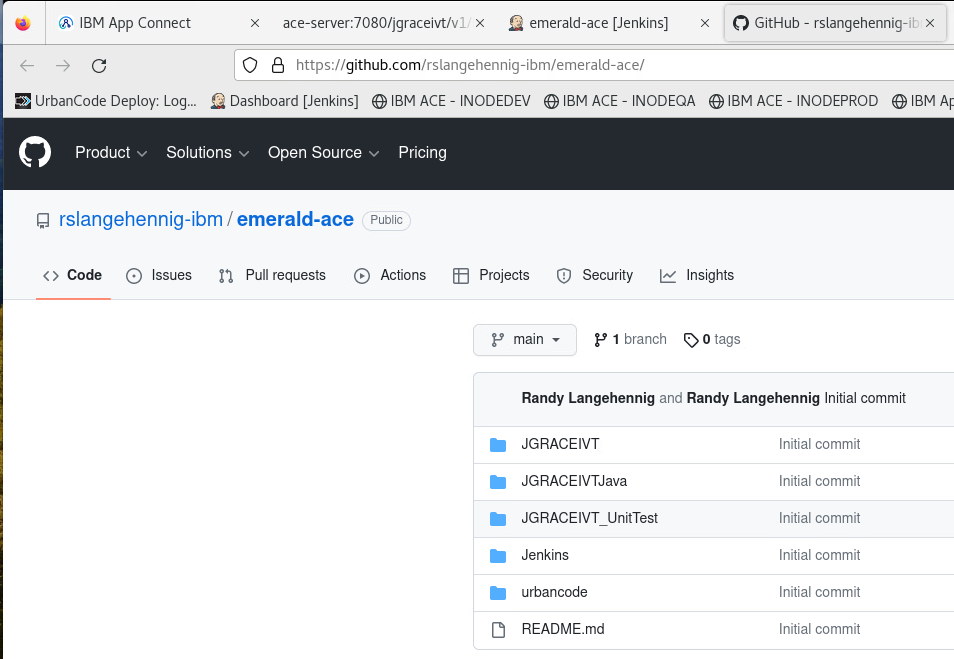 IBM App Connect ace-server:7080/jgraceivt/v1/ emerald-ace [Jenkins] GitHub - rslangehennig-ib
https://github.com/rslangehennig-ibm/emerald-ace/
UrbanCode Deploy: Log... Dashboard [Jenkins] IBM ACE - INODEDEV IBM ACE - INODEQA IBM ACE - INODEPROD IBM Ap
Product Solutions Open Source Pricing
rslangehennig-ibm / emerald-ace Public
Code Issues Pull requests Actions Projects Security Insights
main 1 branch 0 tags
Randy Langehennig and Randy Langehennig Initial commit
JGRACEIVT Initial commit
JGRACEIVTJava Initial commit
JGRACEIVT_UnitTest Initial commit
Jenkins Initial commit
urbancode Initial commit
README.md Initial commit